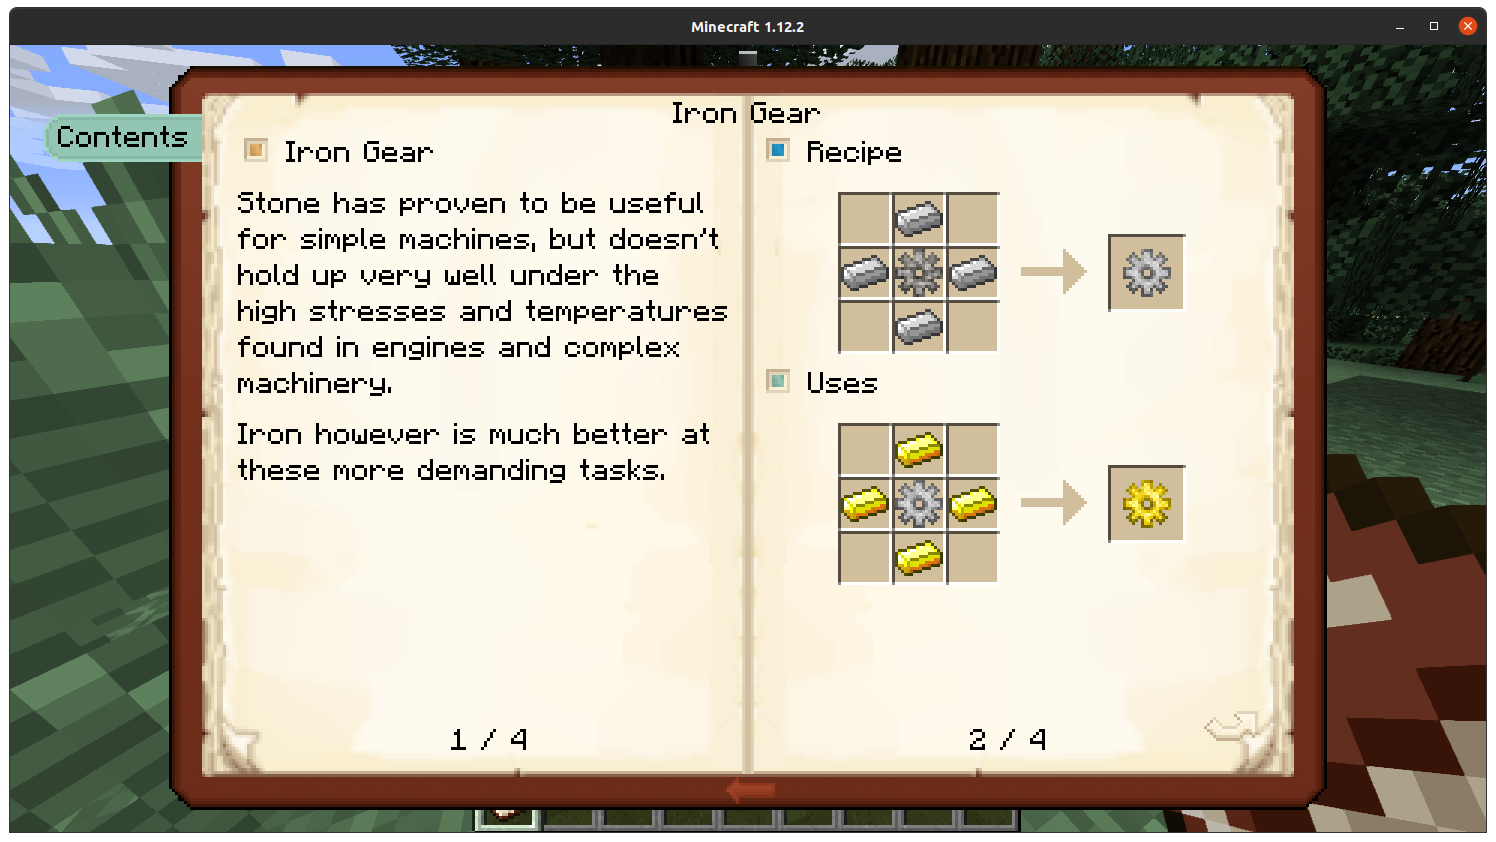 Minecraft 1.12.2
Contents
Iron Gear
Iron Gear
Stone has proven to be useful
for simple machines, but doesn't
hold up very well under the
high stresses and temperatures
found in engines and complex
machinery.
Iron however is much better at
these more demanding tasks.
1 / 4
Recipe
Uses
2 / 4